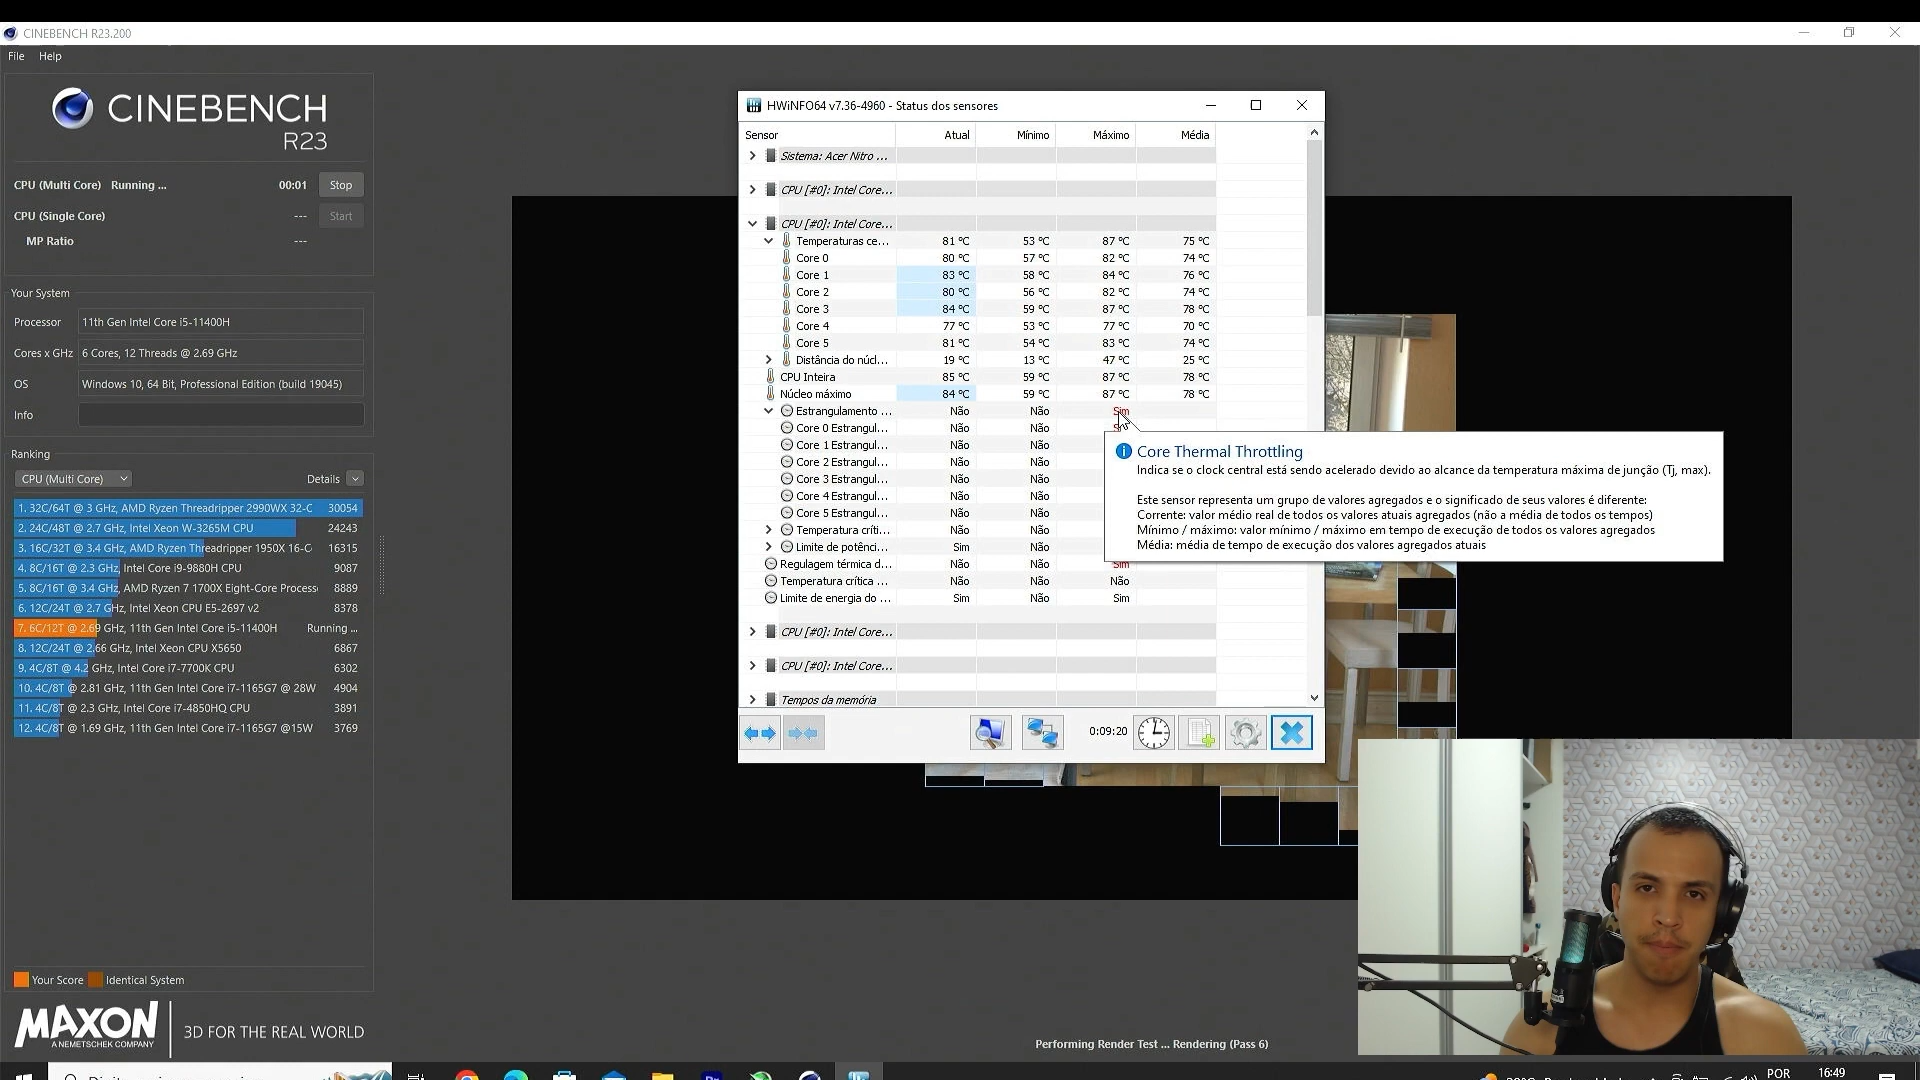 CINEBENCH R23.200
File Help
CINEBENCH
R23
CPU (Multi Core) Running ... 00:01 Stop
CPU (Single Core) --- Start
MP Ratio ---
Your System
Processor 11th Gen Intel Core i5-11400H
Cores x GHz 6 Cores, 12 Threads @ 2.69 GHz
OS Windows 10, 64 Bit, Professional Edition (build 19045)
Info
Ranking
CPU (Multi Core) Details
1. 32C/64T @ 3 GHz, AMD Ryzen Threadripper 2990WX 32-C 30054
2. 24C/48T @ 2.7 GHz, Intel Xeon W-3265M CPU 24243
3. 16C/32T @ 3.4 GHz, AMD Ryzen Threadripper 1950X 16-C 16315
4. 8C/16T @ 2.3 GHz, Intel Core i9-9880H CPU 9087
5. 8C/16T @ 3.4 GHz, AMD Ryzen 7 1700X Eight-Core Process 8889
6. 12C/24T @ 2.7 GHz, Intel Xeon CPU E5-2697 v2 8378
7. 6C/12T @ 2.69 GHz, 11th Gen Intel Core i5-11400H Running ...
8. 12C/24T @ 2.66 GHz, Intel Xeon CPU X5650 6867
9. 4C/8T @ 4.2 GHz, Intel Core i7-7700K CPU 6302
10. 4C/8T @ 2.81 GHz, 11th Gen Intel Core i7-1165G7 @ 28W 4904
11. 4C/8T @ 2.3 GHz, Intel Core i7-4850HQ CPU 3891
12. 4C/8T @ 1.69 GHz, 11th Gen Intel Core i7-1165G7 @15W 3769
Your Score Identical System
MAXON
A NEMETSCHEK COMPANY
3D FOR THE REAL WORLD
HWiNFO64 v7.36-4960 - Status dos sensores
Sensor Atual Mínimo Máximo Média
Sistema: Acer Nitro ...
CPU [#0]: Intel Core...
CPU [#0]: Intel Core...
Temperaturas ce... 81 °C 53 °C 87 °C 75 °C
Core 0 80 °C 57 °C 82 °C 74 °C
Core 1 83 °C 58 °C 84 °C 76 °C
Core 2 80 °C 56 °C 82 °C 74 °C
Core 3 84 °C 59 °C 87 °C 78 °C
Core 4 77 °C 53 °C 77 °C 70 °C
Core 5 81 °C 54 °C 83 °C 74 °C
Distância do núcl... 19 °C 13 °C 47 °C 25 °C
CPU Inteira 85 °C 59 °C 87 °C 78 °C
Núcleo máximo 84 °C 59 °C 87 °C 78 °C
Estrangulamento ... Não Não Sim
Core 0 Estrangul... Não Não
Core 1 Estrangul... Não Não
Core 2 Estrangul... Não Não
Core 3 Estrangul... Não Não
Core 4 Estrangul... Não Não
Core 5 Estrangul... Não Não
Temperatura críti... Não Não
Limite de potênci... Sim Não
Regulagem térmica d... Não Não Sim
Temperatura crítica ... Não Não Não
Limite de energia do ... Sim Não Sim
CPU [#0]: Intel Core...
CPU [#0]: Intel Core...
Tempos da memória
0:09:20
Core Thermal Throttling
Indica se o clock central está sendo acelerado devido ao alcance da temperatura máxima de junção (Tj, max).
Este sensor representa um grupo de valores agregados e o significado de seus valores é diferente:
Corrente: valor médio real de todos os valores atuais agregados (não a média de todos os tempos)
Mínimo / máximo: valor mínimo / máximo em tempo de execução de todos os valores agregados
Média: média de tempo de execução dos valores agregados atuais
Performing Render Test ... Rendering (Pass 6)
POR
16:49